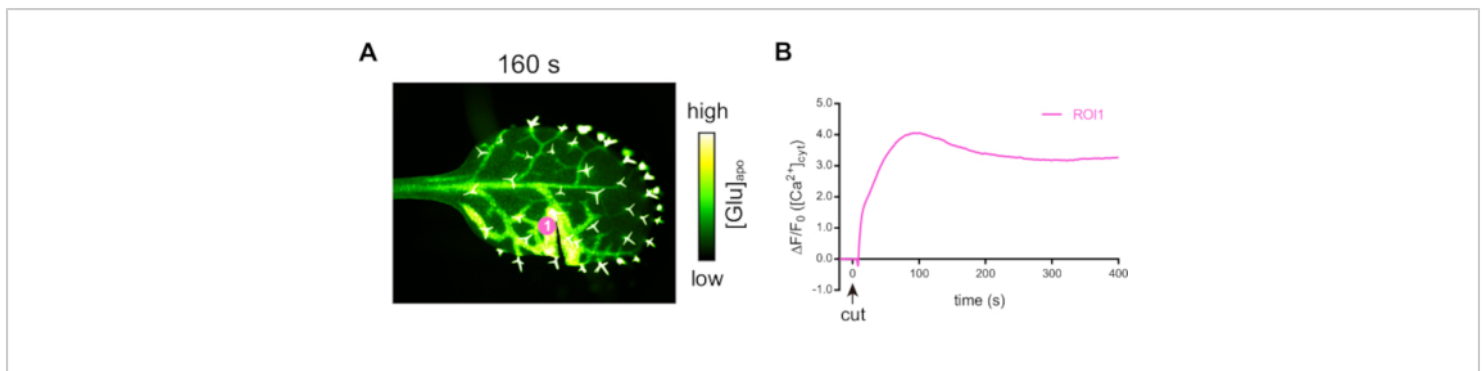 A
160 s
1
high
[Glu]apo
low
B
ROI1
5.0
4.0
3.0
2.0
1.0
0.0
-1.0
ΔF/F0 ([Ca2+]cyt)
0 100 200 300 400
time (s)
cut